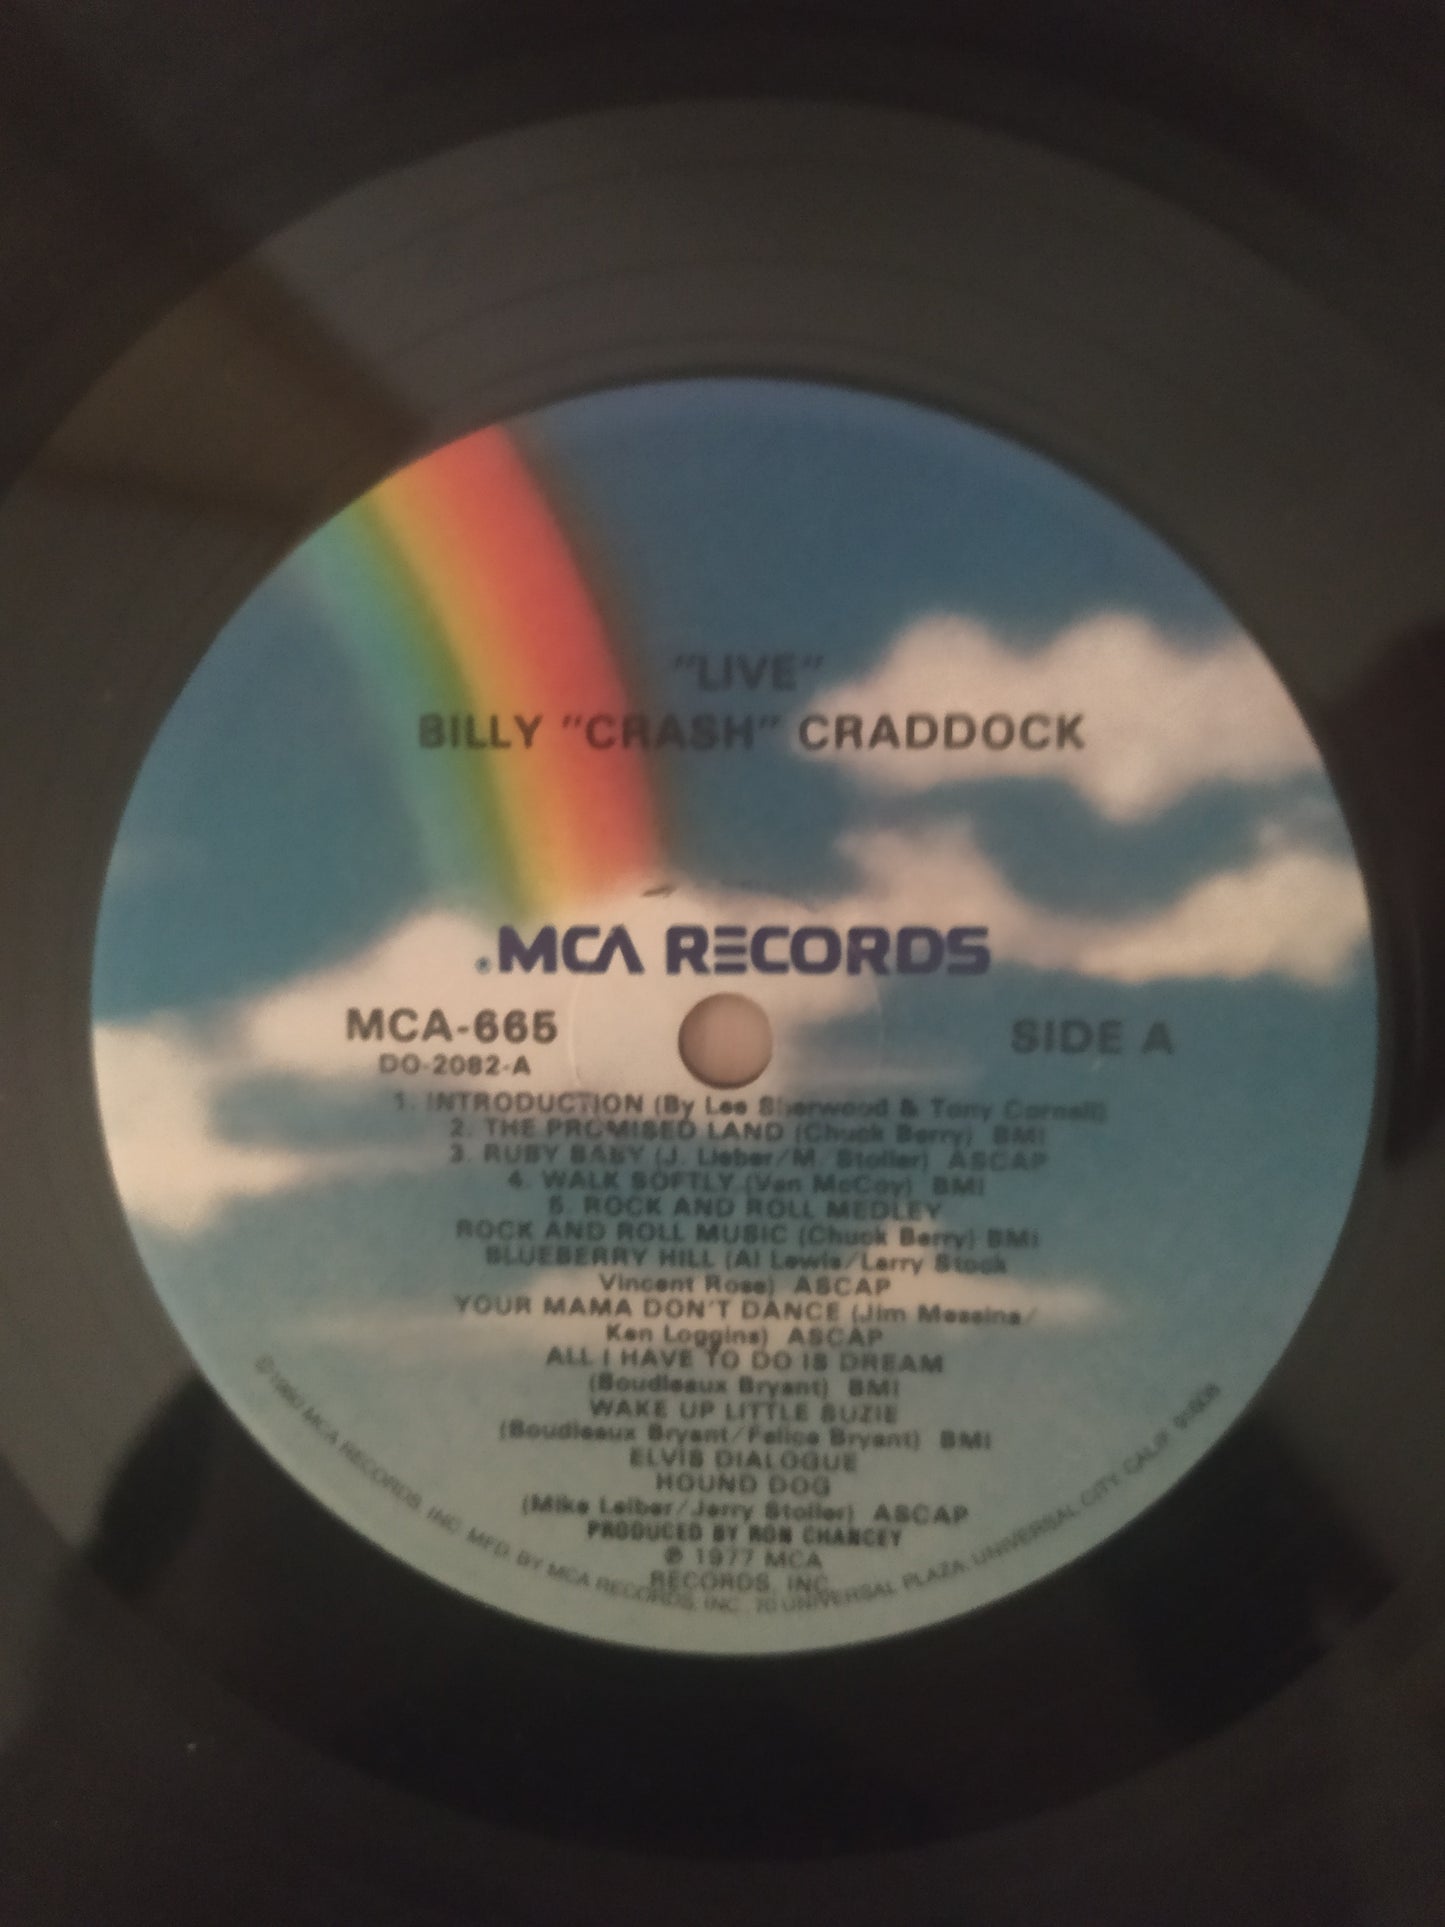 "LIVE"
BILLY "CRASH" CRADDOCK
®.MCA RECORDS
MCA-665
DO-2082-A
SIDE A
1. INTRODUCTION (By Lee Sherwood & Tony Cornell)
2. THE PROMISED LAND (Chuck Berry) BMI
3. RUBY BABY (J. Lieber/M. Stoller) ASCAP
4. WALK SOFTLY (Van McCoy) BMI
5. ROCK AND ROLL MEDLEY
ROCK AND ROLL MUSIC (Chuck Berry) BMI
BLUEBERRY HILL (Al Lewis/Larry Stock
Vincent Rose) ASCAP
YOUR MAMA DON'T DANCE (Jim Messina/
Ken Loggins) ASCAP
ALL I HAVE TO DO IS DREAM
(Boudleaux Bryant) BMI
WAKE UP LITTLE SUZIE
(Boudleaux Bryant/Felice Bryant) BMI
ELVIS DIALOGUE
HOUND DOG
(Mike Leiber/Jerry Stoller) ASCAP
PRODUCED BY RON CHANCEY
℗ 1977 MCA
RECORDS, INC.
©1980 MCA RECORDS, INC. MFD. BY MCA RECORDS, INC., 70 UNIVERSAL PLAZA, UNIVERSAL CITY, CALIF. 91608